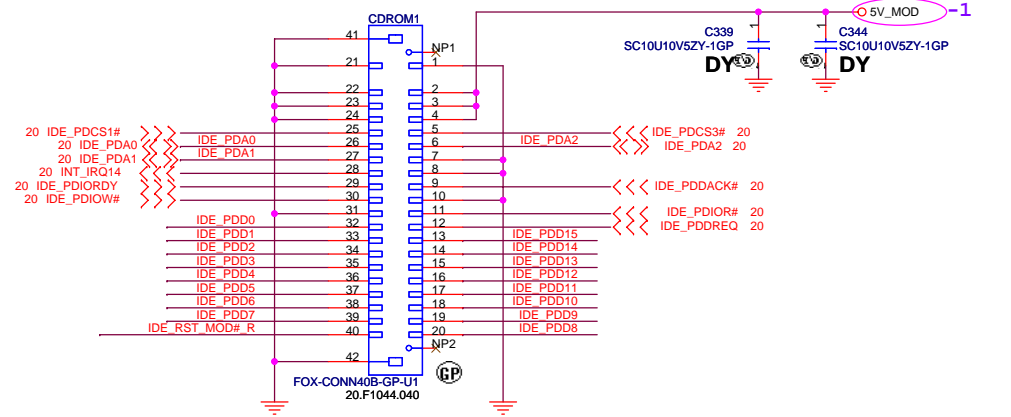 CDROM1
5V_MOD
-1
C339
SC10U10V5ZY-1GP
DY
1
C344
SC10U10V5ZY-1GP
DY
1
41
NP1
21
1
22
2
23
3
24
4
20 IDE_PDCS1#
25
5
IDE_PDCS3# 20
20 IDE_PDA0
IDE_PDA0
26
6
IDE_PDA2
IDE_PDA2 20
20 IDE_PDA1
IDE_PDA1
27
7
20 INT_IRQ14
28
8
20 IDE_PDIORDY
29
9
IDE_PDDACK# 20
20 IDE_PDIOW#
30
10
31
11
IDE_PDIOR# 20
IDE_PDD0
32
12
IDE_PDDREQ 20
IDE_PDD1
33
13
IDE_PDD15
IDE_PDD2
34
14
IDE_PDD14
IDE_PDD3
35
15
IDE_PDD13
IDE_PDD4
36
16
IDE_PDD12
IDE_PDD5
37
17
IDE_PDD11
IDE_PDD6
38
18
IDE_PDD10
IDE_PDD7
39
19
IDE_PDD9
IDE_RST_MOD#_R
40
20
IDE_PDD8
NP2
42
GP
FOX-CONN40B-GP-U1
20.F1044.040